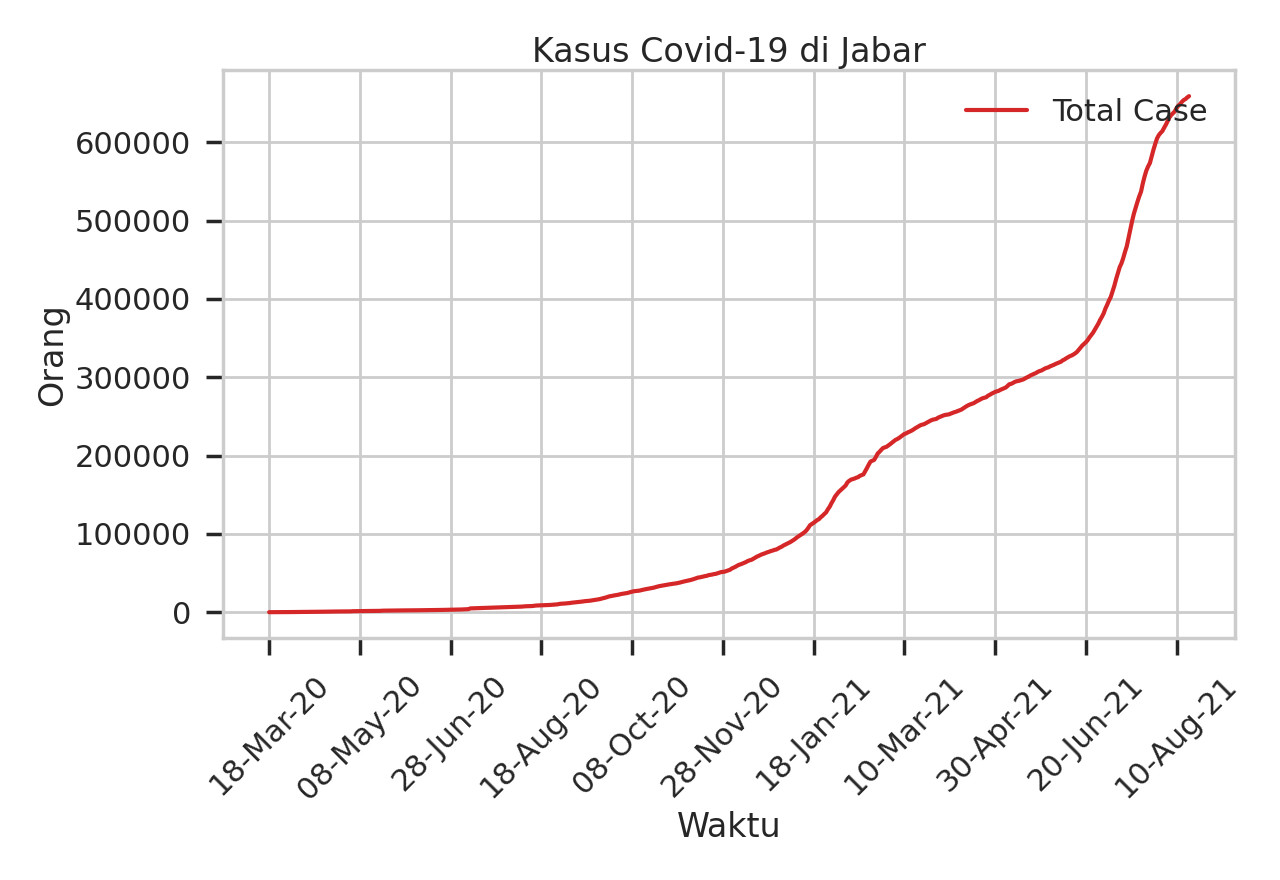 Kasus Covid-19 di Jabar
Total Case
600000
500000
400000
300000
200000
100000
0
Orang
18-Mar-20
08-May-20
28-Jun-20
18-Aug-20
08-Oct-20
28-Nov-20
18-Jan-21
10-Mar-21
30-Apr-21
20-Jun-21
10-Aug-21
Waktu